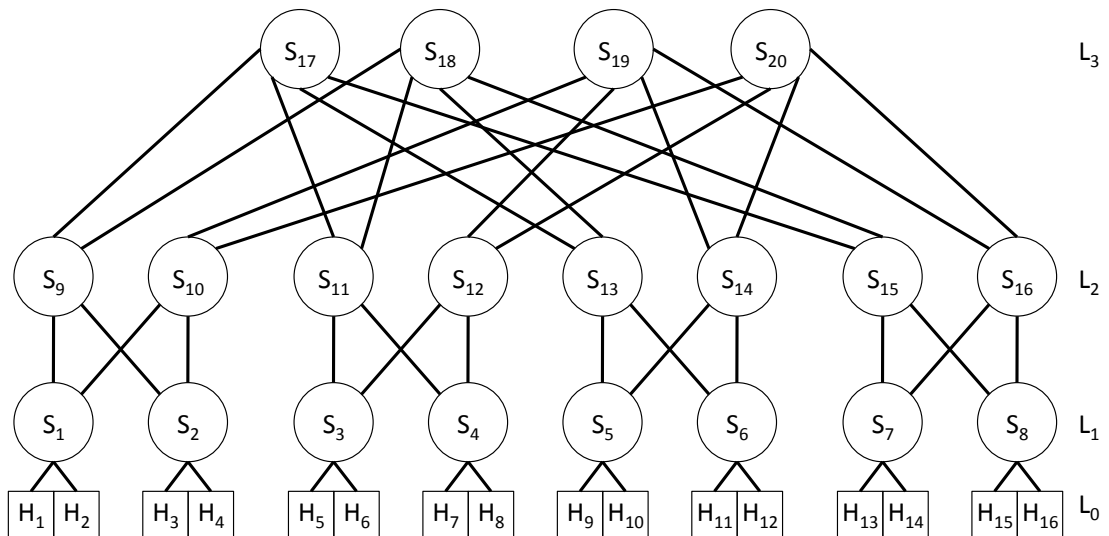 S17 S18 S19 S20 L3
S9 S10 S11 S12 S13 S14 S15 S16 L2
S1 S2 S3 S4 S5 S6 S7 S8 L1
H1 H2 H3 H4 H5 H6 H7 H8 H9 H10 H11 H12 H13 H14 H15 H16 L0